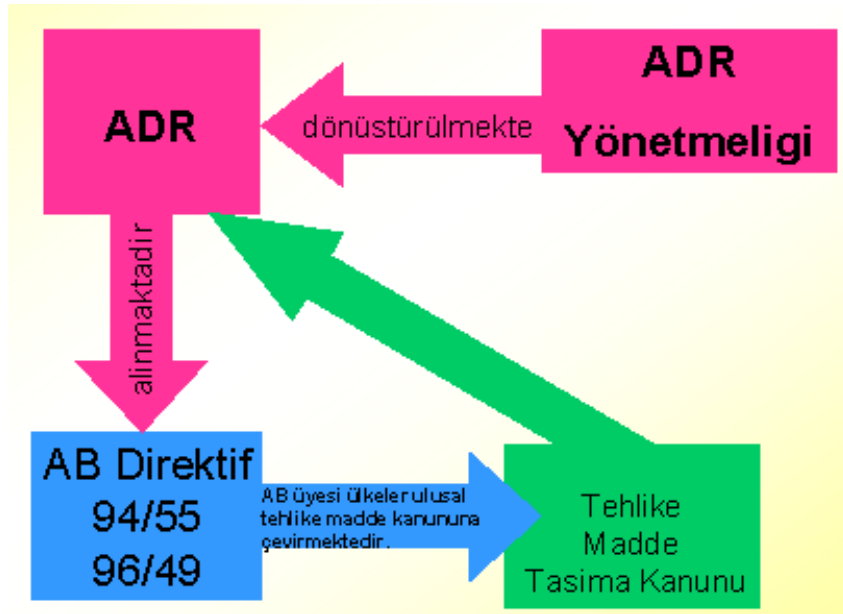 ADR
ADR
Yönetmeligi
dönüstürülmekte
alinmaktadir
AB Direktif
94/55
96/49
AB üyesi ülkeler ulusal
tehlike madde kanununa
çevirmektedir.
Tehlike
Madde
Tasima Kanunu